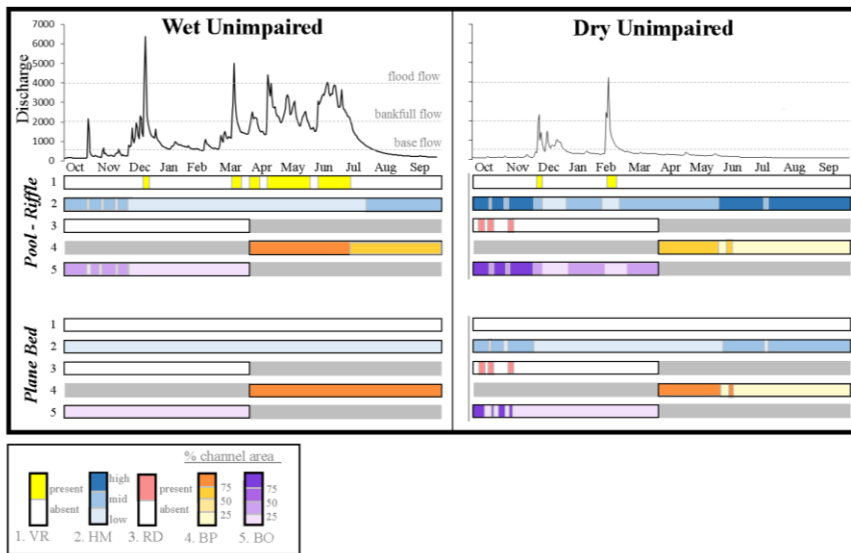 Wet Unimpaired
Dry Unimpaired
Discharge
7000
6000
5000
4000
3000
2000
1000
0
flood flow
bankfull flow
base flow
Oct Nov Dec Jan Feb Mar Apr May Jun Jul Aug Sep
Oct Nov Dec Jan Feb Mar Apr May Jun Jul Aug Sep
Pool - Riffle
1
2
3
4
5
1
2
3
4
5
Plane Bed
1
2
3
4
5
1
2
3
4
5
% channel area
present
absent
high
mid
low
present
absent
75
50
25
75
50
25
1. VR 2. HM 3. RD 4. BP 5. BO